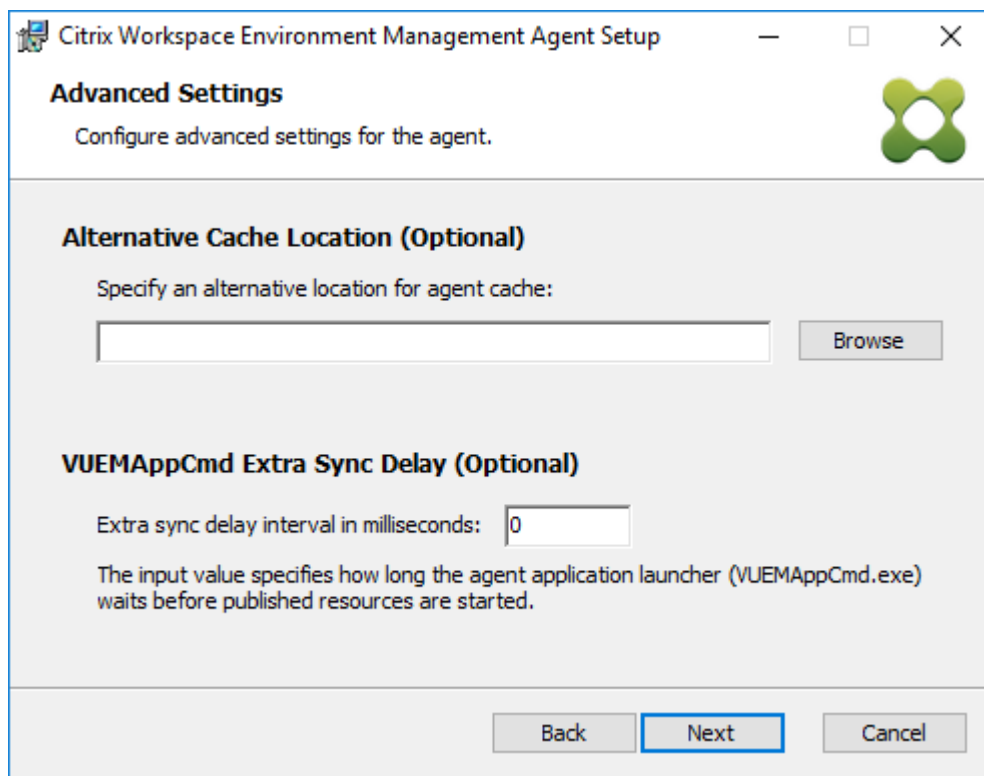 Citrix Workspace Environment Management Agent Setup
Advanced Settings
Configure advanced settings for the agent.
Alternative Cache Location (Optional)
Specify an alternative location for agent cache:
Browse
VUEMAppCmd Extra Sync Delay (Optional)
Extra sync delay interval in milliseconds: 0
The input value specifies how long the agent application launcher (VUEMAppCmd.exe)
waits before published resources are started.
Back Next Cancel